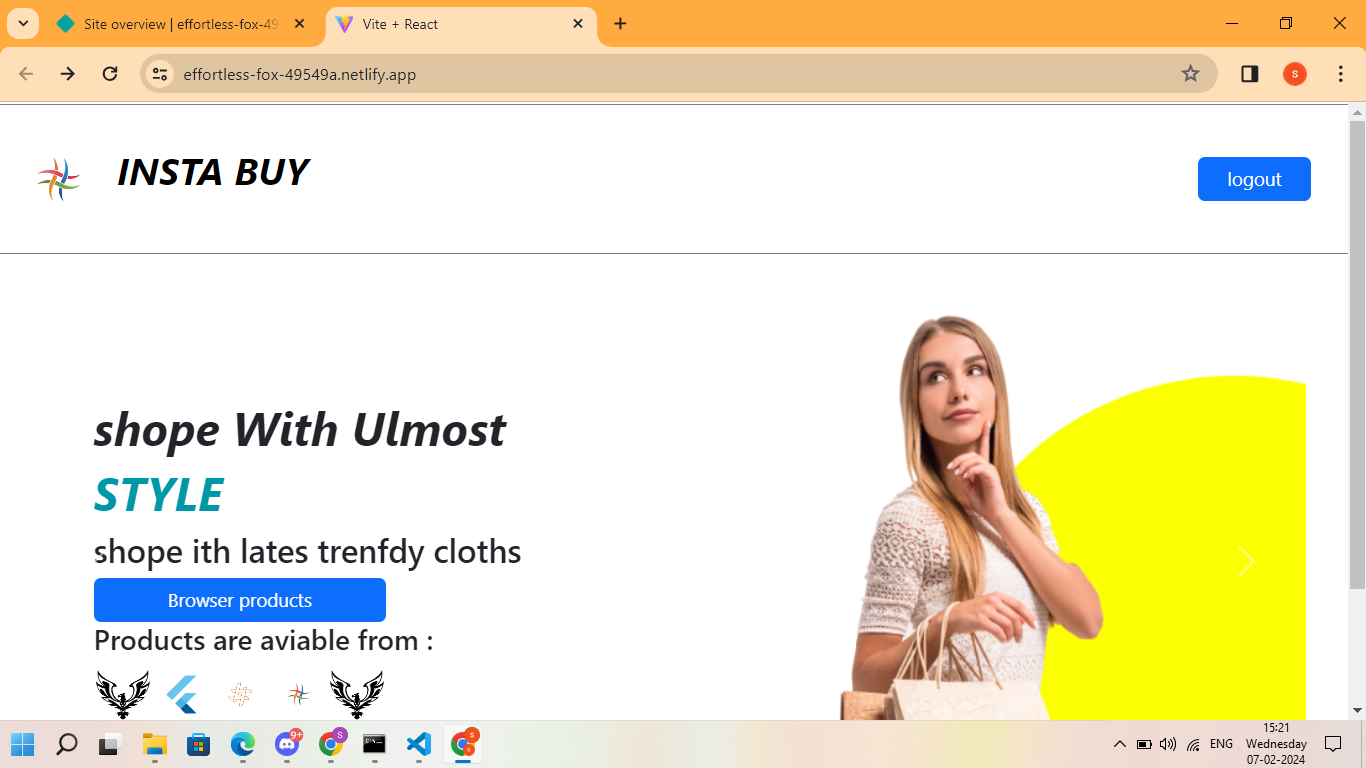 Site overview | effortless-fox-49
Vite + React
effortless-fox-49549a.netlify.app
S
INSTA BUY
logout
shope With Ulmost
STYLE
shope ith lates trenfdy cloths
Browser products
Products are aviable from :
9+
S
S
S
ENG
15:21
Wednesday
07-02-2024